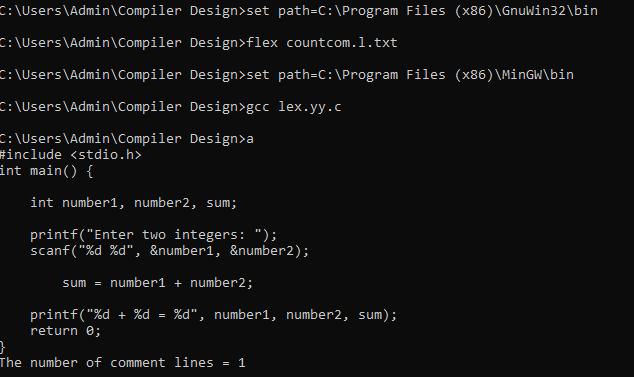 C:\Users\Admin\Compiler Design>set path=C:\Program Files (x86)\GnuWin32\bin
C:\Users\Admin\Compiler Design>flex countcom.l.txt
C:\Users\Admin\Compiler Design>set path=C:\Program Files (x86)\MinGW\bin
C:\Users\Admin\Compiler Design>gcc lex.yy.c
C:\Users\Admin\Compiler Design>a
#include <stdio.h>
int main() {
    int number1, number2, sum;
    printf("Enter two integers: ");
    scanf("%d %d", &number1, &number2);
        sum = number1 + number2;
    printf("%d + %d = %d", number1, number2, sum);
    return 0;
}
The number of comment lines = 1